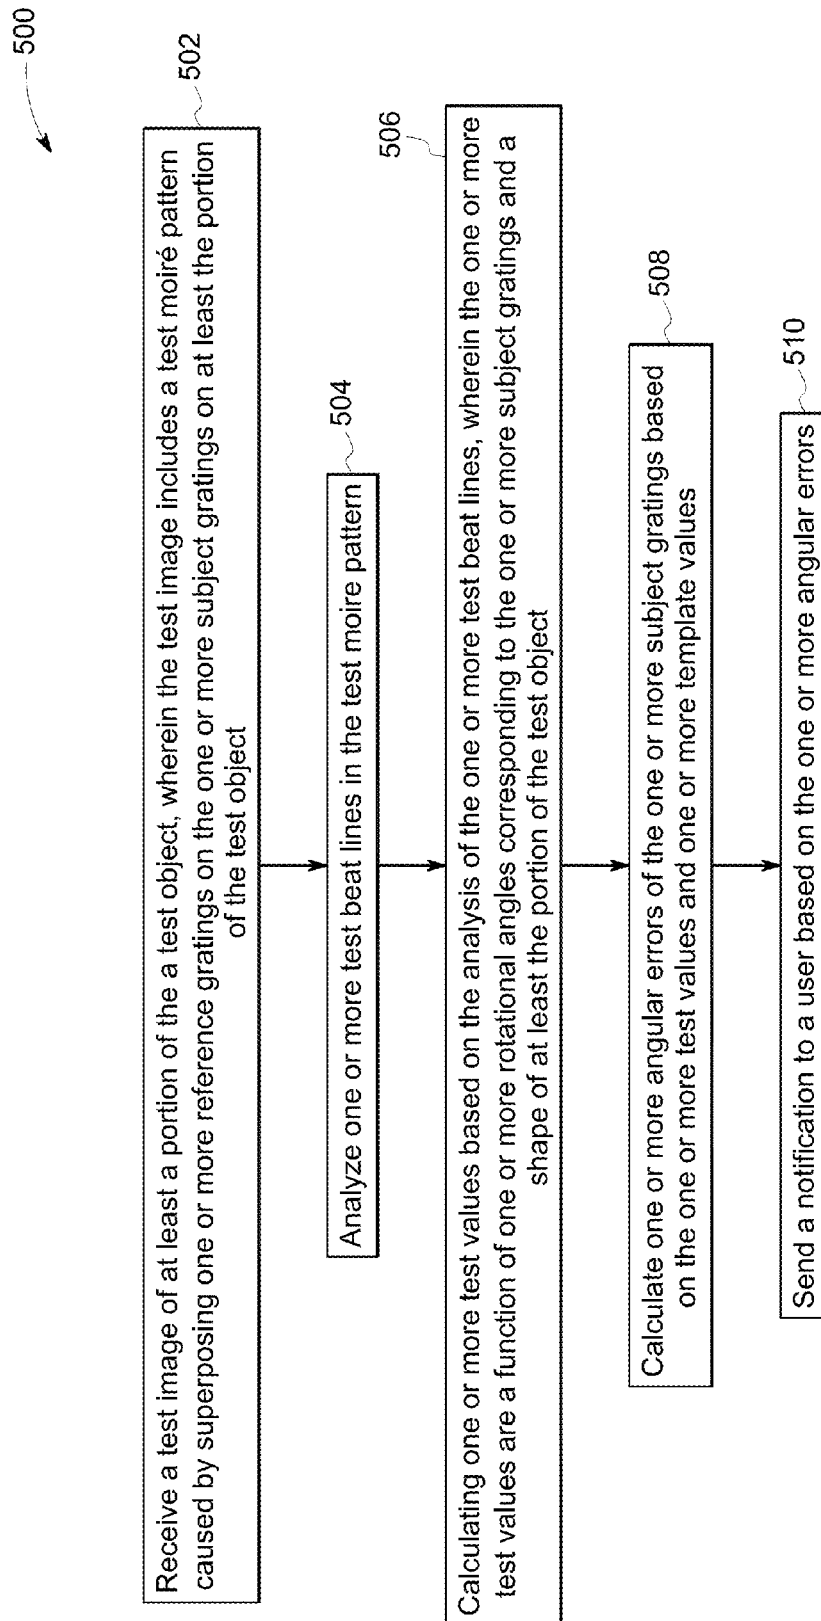 500
502
Receive a test image of at least a portion of the a test object, wherein the test image includes a test moiré pattern
caused by superposing one or more reference gratings on the one or more subject gratings on at least the portion
of the test object
504
Analyze one or more test beat lines in the test moire pattern
506
Calculating one or more test values based on the analysis of the one or more test beat lines, wherein the one or more
test values are a function of one or more rotational angles corresponding to the one or more subject gratings and a
shape of at least the portion of the test object
508
Calculate one or more angular errors of the one or more subject gratings based
on the one or more test values and one or more template values
510
Send a notification to a user based on the one or more angular errors